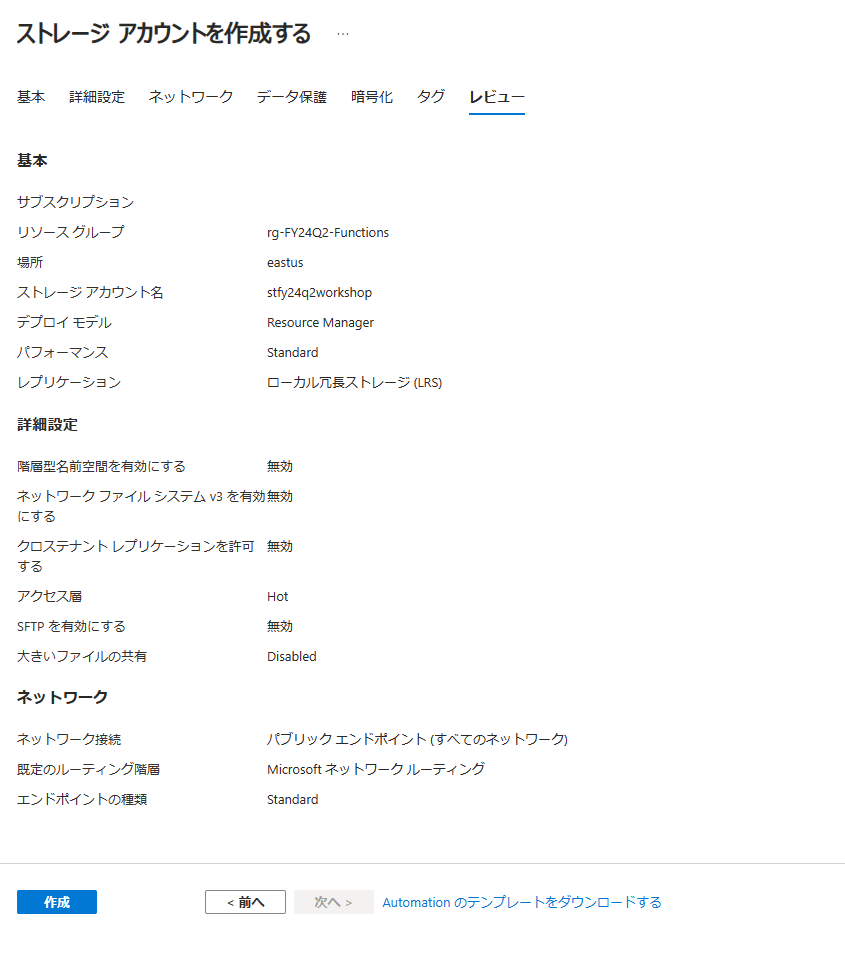 ストレージ アカウントを作成する ...
基本 詳細設定 ネットワーク データ保護 暗号化 タグ レビュー
基本
サブスクリプション
リソース グループ rg-FY24Q2-Functions
場所 eastus
ストレージ アカウント名 stfy24q2workshop
デプロイ モデル Resource Manager
パフォーマンス Standard
レプリケーション ローカル冗長ストレージ (LRS)
詳細設定
階層型名前空間を有効にする 無効
ネットワーク ファイル システム v3 を有効 無効
にする
クロステナント レプリケーションを許可 無効
する
アクセス層 Hot
SFTP を有効にする 無効
大きいファイルの共有 Disabled
ネットワーク
ネットワーク接続 パブリック エンドポイント (すべてのネットワーク)
既定のルーティング階層 Microsoft ネットワーク ルーティング
エンドポイントの種類 Standard
作成 < 前へ 次へ > Automation のテンプレートをダウンロードする